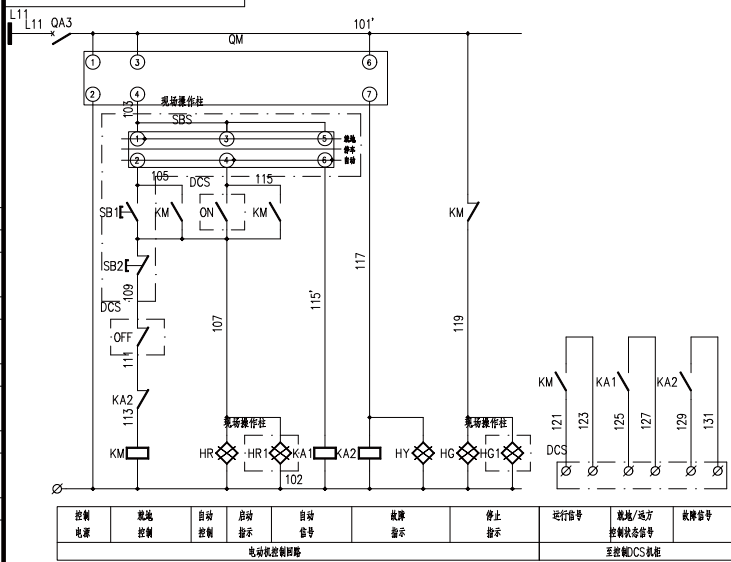 L11
L11 QA3
101'
QM
1 3 6
2 4 7
103
现场操作柱
SBS
1 3 5 就地
停车
2 4 6 自动
105 DCS 115
SB1 KM ON KM KM
SB2
109
117
DCS
107 115' 119
OFF
111
KM KA1 KA2
KA2
113
121 123 125 127 129 131
现场操作柱 现场操作柱
KM HR HR1 KA1 KA2 HY HG HG1 DCS
102
控制 就地 自动 启动 自动 故障 停止 运行信号 就地/远方 故障信号
电源 控制 控制 指示 信号 指示 指示 控制状态信号
电动机控制回路 至控制DCS机柜